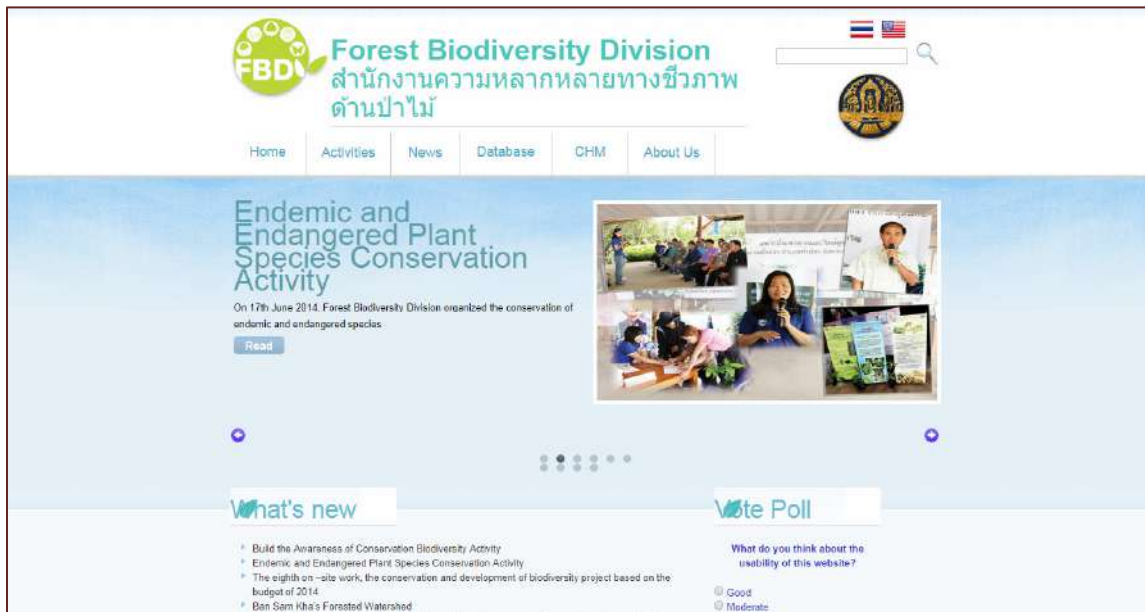 FBD
Forest Biodiversity Division
สำนักงานความหลากหลายทางชีวภาพ
ด้านป่าไม้
Home
Activities
News
Database
CHM
About Us
Endemic and
Endangered Plant
Species Conservation
Activity
On 17th June 2014. Forest Biodiversity Division organized the conservation of
endemic and endangered species
Read
What's new
Build the Awareness of Conservation Biodiversity Activity
Endemic and Endangered Plant Species Conservation Activity
The eighth on –site work, the conservation and development of biodiversity project based on the
budget of 2014
Ban Sam Kha's Forested Watershed
Vote Poll
What do you think about the
usability of this website?
Good
Moderate